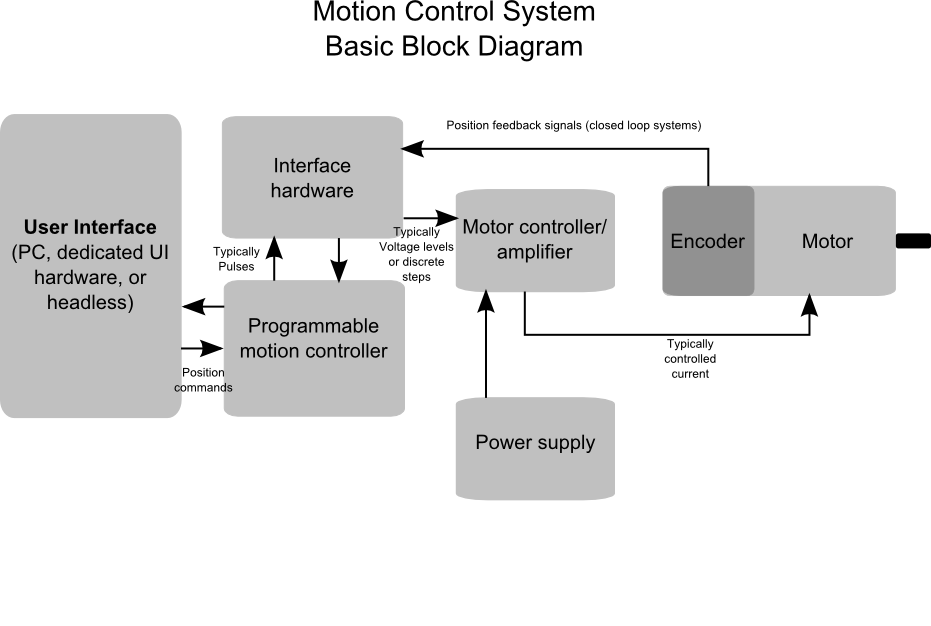 Motion Control System
Basic Block Diagram
Position feedback signals (closed loop systems)
Interface
hardware
User Interface
(PC, dedicated UI
hardware, or
headless)
Motor controller/
amplifier
Encoder
Motor
Typically
Pulses
Typically
Voltage levels
or discrete
steps
Programmable
motion controller
Position
commands
Typically
controlled
current
Power supply